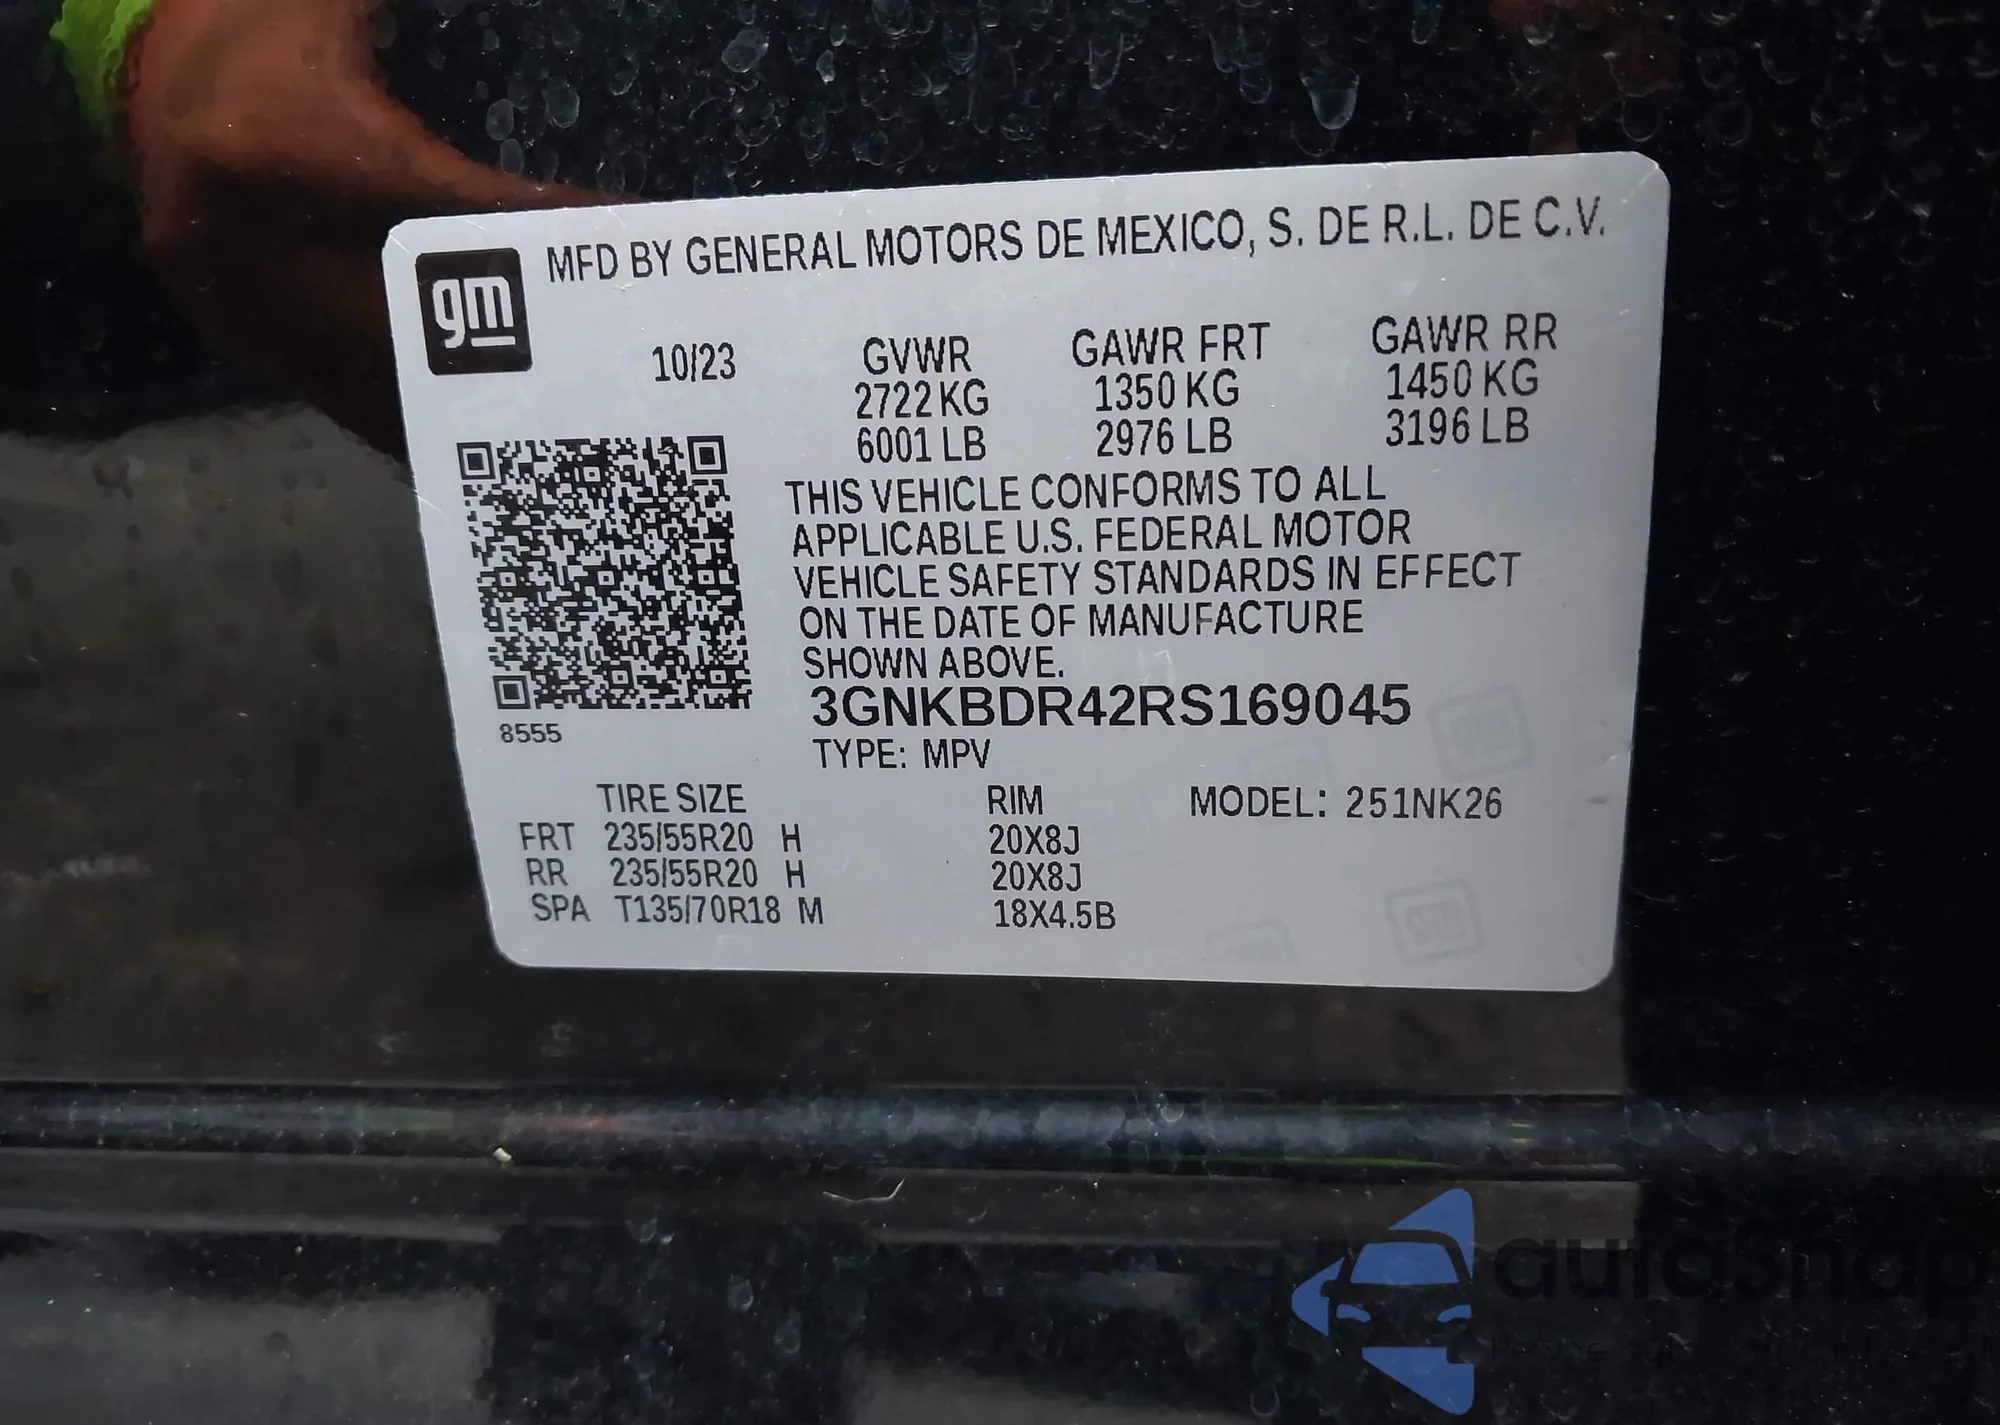 gm
MFD BY GENERAL MOTORS DE MEXICO, S. DE R.L. DE C.V.
10/23 GVWR GAWR FRT GAWR RR
2722KG 1350 KG 1450 KG
6001 LB 2976 LB 3196 LB
THIS VEHICLE CONFORMS TO ALL
APPLICABLE U.S. FEDERAL MOTOR
VEHICLE SAFETY STANDARDS IN EFFECT
ON THE DATE OF MANUFACTURE
SHOWN ABOVE.
3GNKBDR42RS169045
8555
TYPE: MPV
TIRE SIZE RIM MODEL: 251NK26
FRT 235/55R20 H 20X8J
RR 235/55R20 H 20X8J
SPA T135/70R18 M 18X4.5B
autosnap